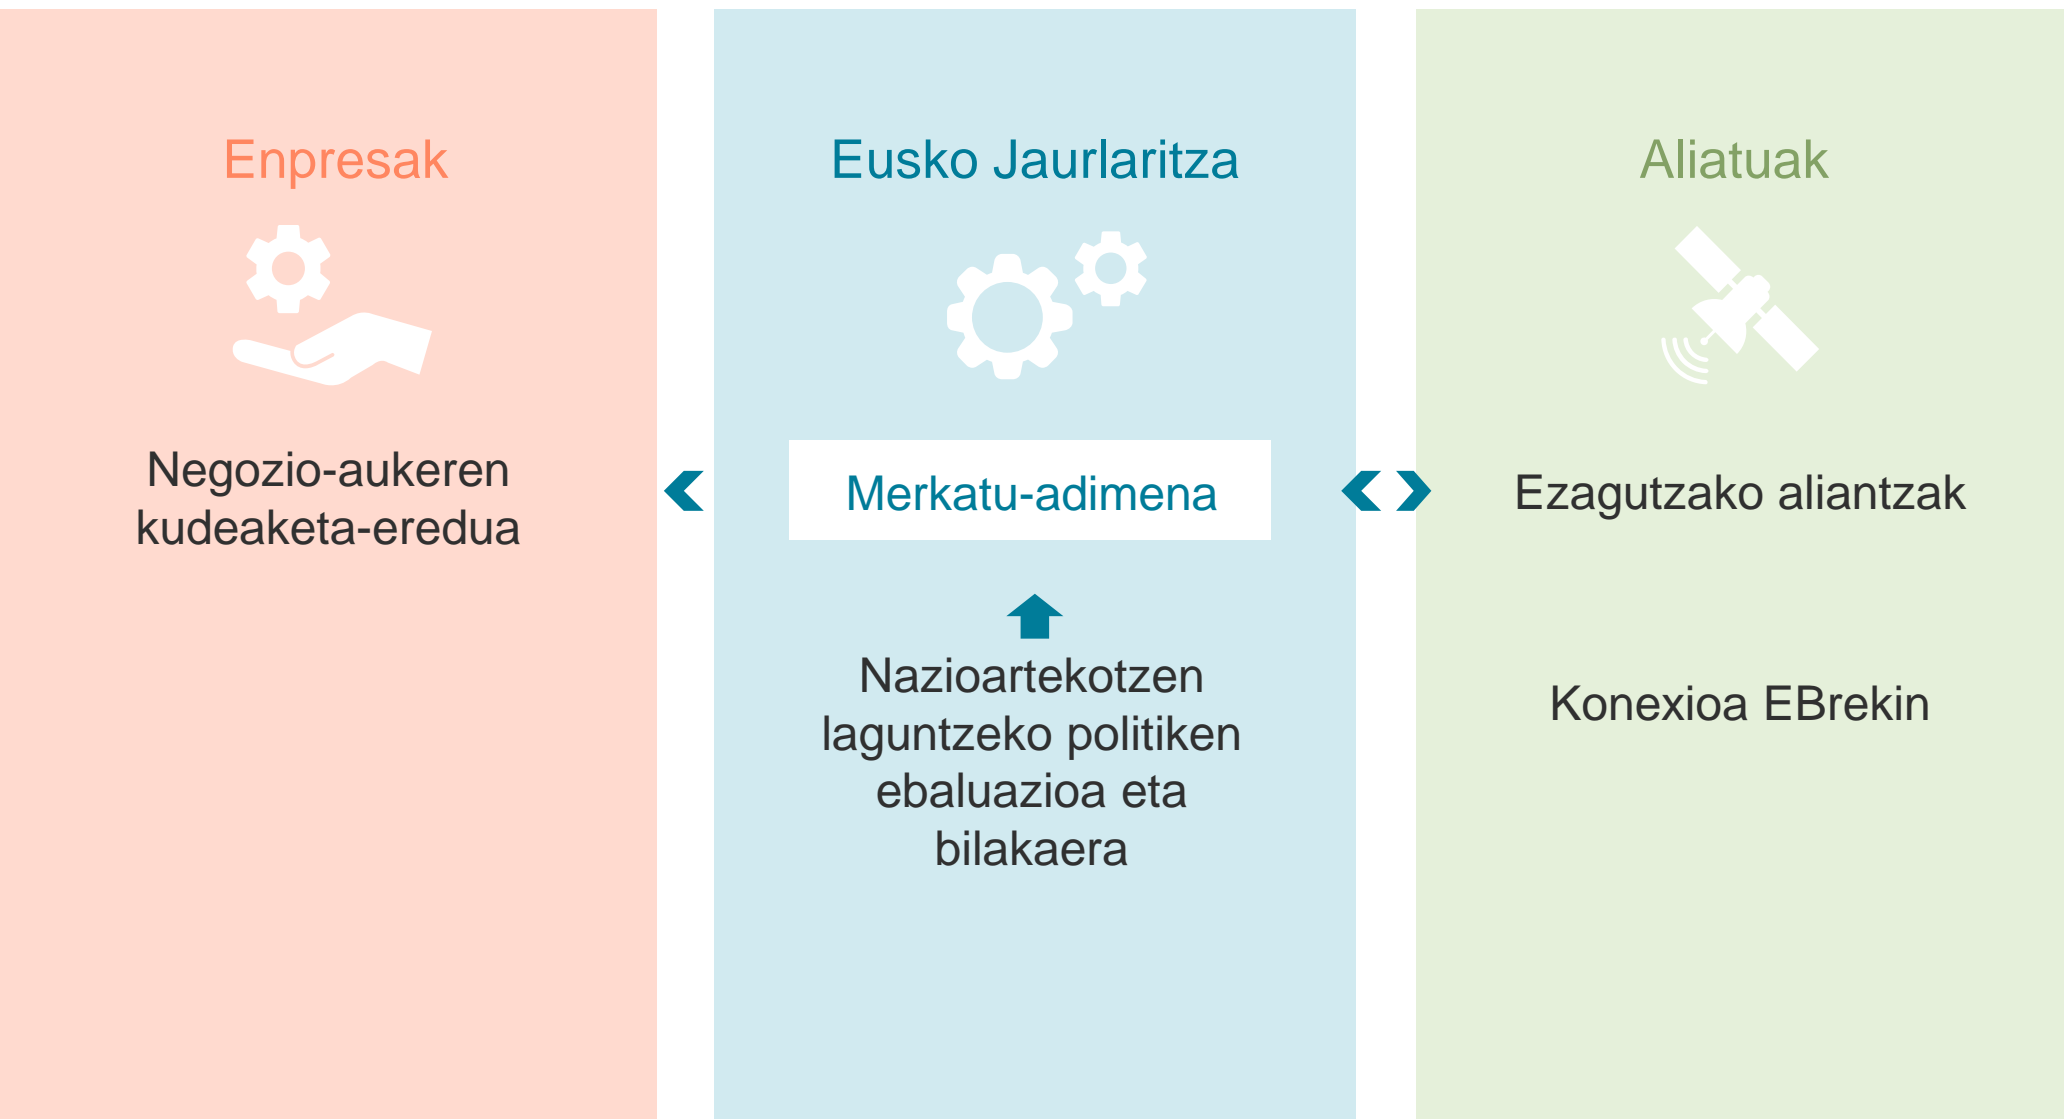 Enpresak
Negozio-aukeren
kudeaketa-eredua
Eusko Jaurlaritza
Merkatu-adimena
Nazioartekotzen
laguntzeko politiken
ebaluazioa eta
bilakaera
Aliatuak
Ezagutzako aliantzak
Konexioa EBrekin